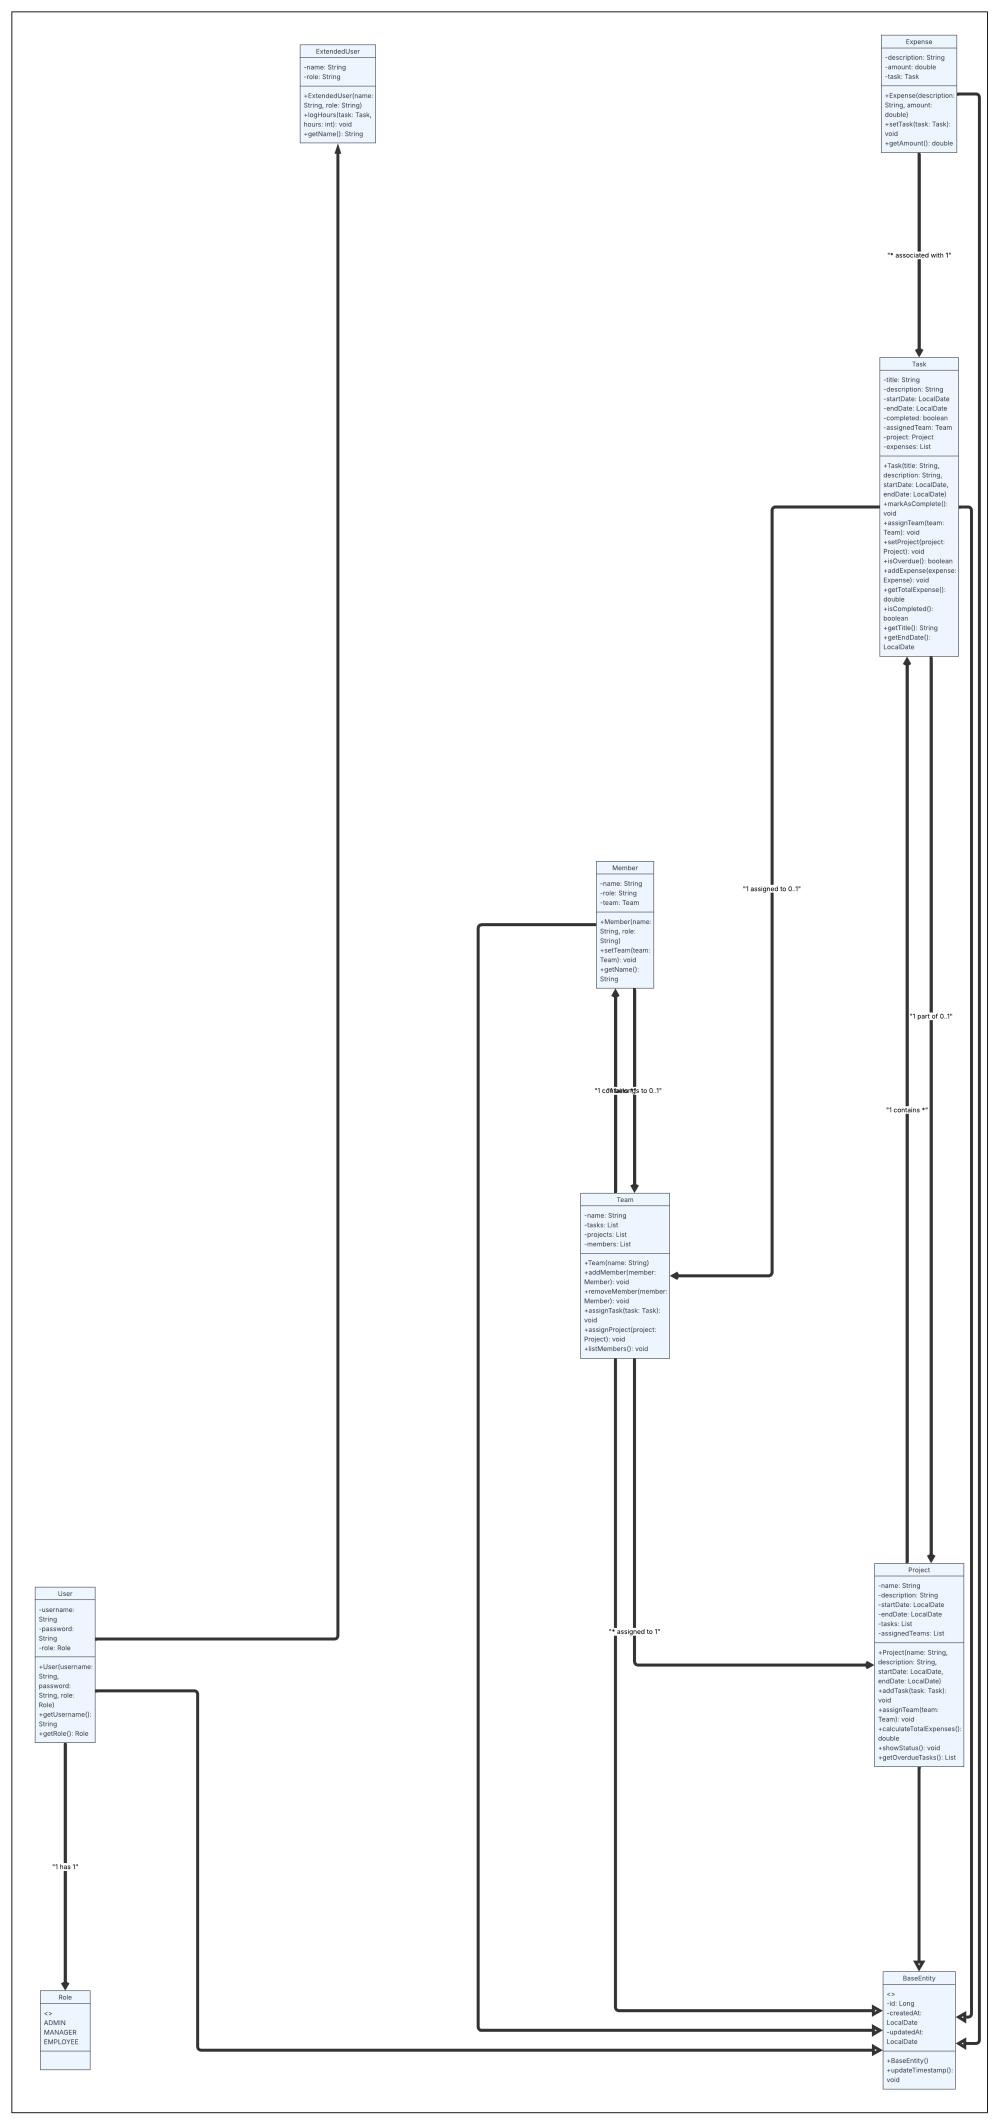 ExtendedUser
-name: String
-role: String
+ExtendedUser(name:
String, role: String)
+logHours(task: Task,
hours: int): void
+getName(): String
Expense
-description: String
-amount: double
-task: Task
+Expense(description:
String, amount:
double)
+setTask(task: Task):
void
+getAmount(): double
"* associated with 1"
Task
-title: String
-description: String
-startDate: LocalDate
-endDate: LocalDate
-completed: boolean
-assignedTeam: Team
-project: Project
-expenses: List
+Task(title: String,
description: String,
startDate: LocalDate,
endDate: LocalDate)
+markAsComplete():
void
+assignTeam(team:
Team): void
+setProject(project:
Project): void
+isOverdue(): boolean
+addExpense(expense:
Expense): void
+getTotalExpense():
double
+isCompleted():
boolean
+getTitle(): String
+getEndDate():
LocalDate
Member
-name: String
-role: String
-team: Team
+Member(name:
String, role:
String)
+setTeam(team:
Team): void
+getName():
String
"1 assigned to 0..1"
"1 part of 0..1"
"1 contains *"
to 0..1"
Team
-name: String
-tasks: List
-projects: List
-members: List
+Team(name: String)
+addMember(member:
Member): void
+removeMember(member:
Member): void
+assignTask(task: Task):
void
+assignProject(project:
Project): void
+listMembers(): void
"* assigned to 1"
Project
-name: String
-description: String
-startDate: LocalDate
-endDate: LocalDate
-tasks: List
-assignedTeams: List
+Project(name: String,
description: String,
startDate: LocalDate,
endDate: LocalDate)
+addTask(task: Task):
void
+assignTeam(team:
Team): void
+calculateTotalExpenses():
double
+showStatus(): void
+getOverdueTasks(): List
User
-username:
String
-password:
String
-role: Role
+User(username:
String,
password:
String, role:
Role)
+getUsername():
String
+getRole(): Role
"1 has 1"
Role
<>
ADMIN
MANAGER
EMPLOYEE
BaseEntity
<>
-id: Long
-createdAt:
LocalDate
-updatedAt:
LocalDate
+BaseEntity()
+updateTimestamp():
void